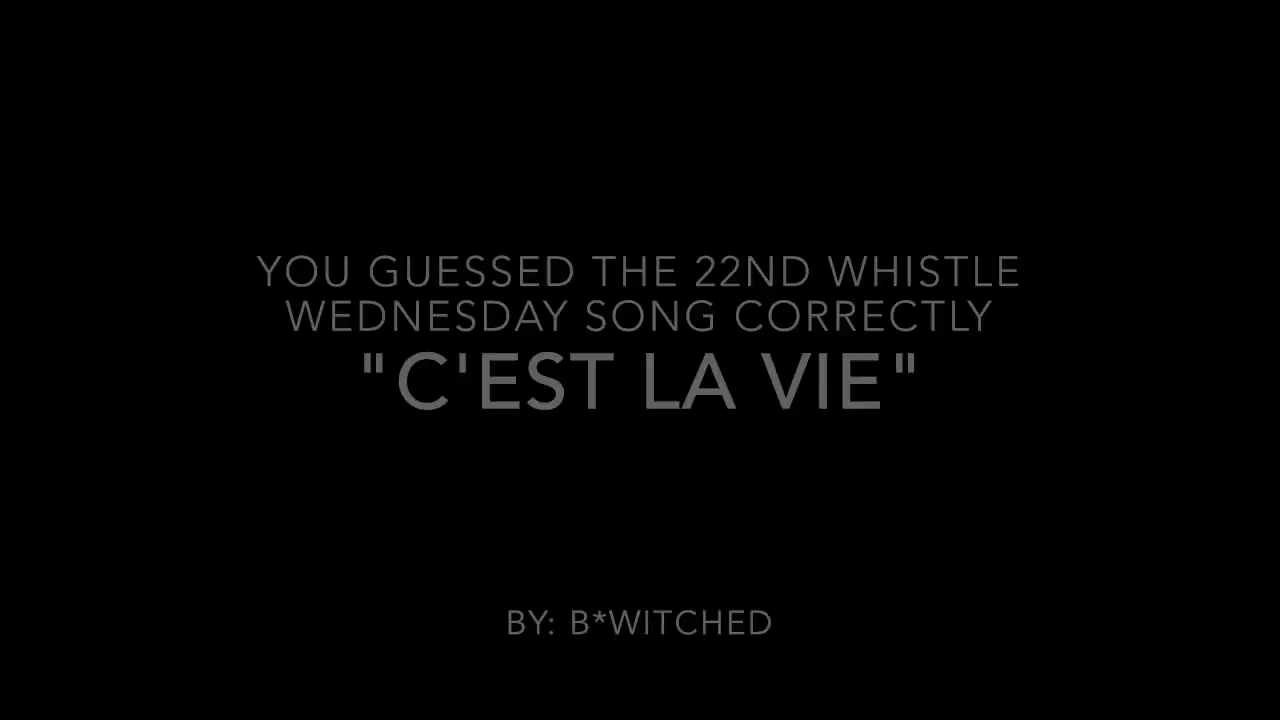 YOU GUESSED THE 22ND WHISTLE
WEDNESDAY SONG CORRECTLY
"C'EST LA VIE"
BY: B*WITCHED